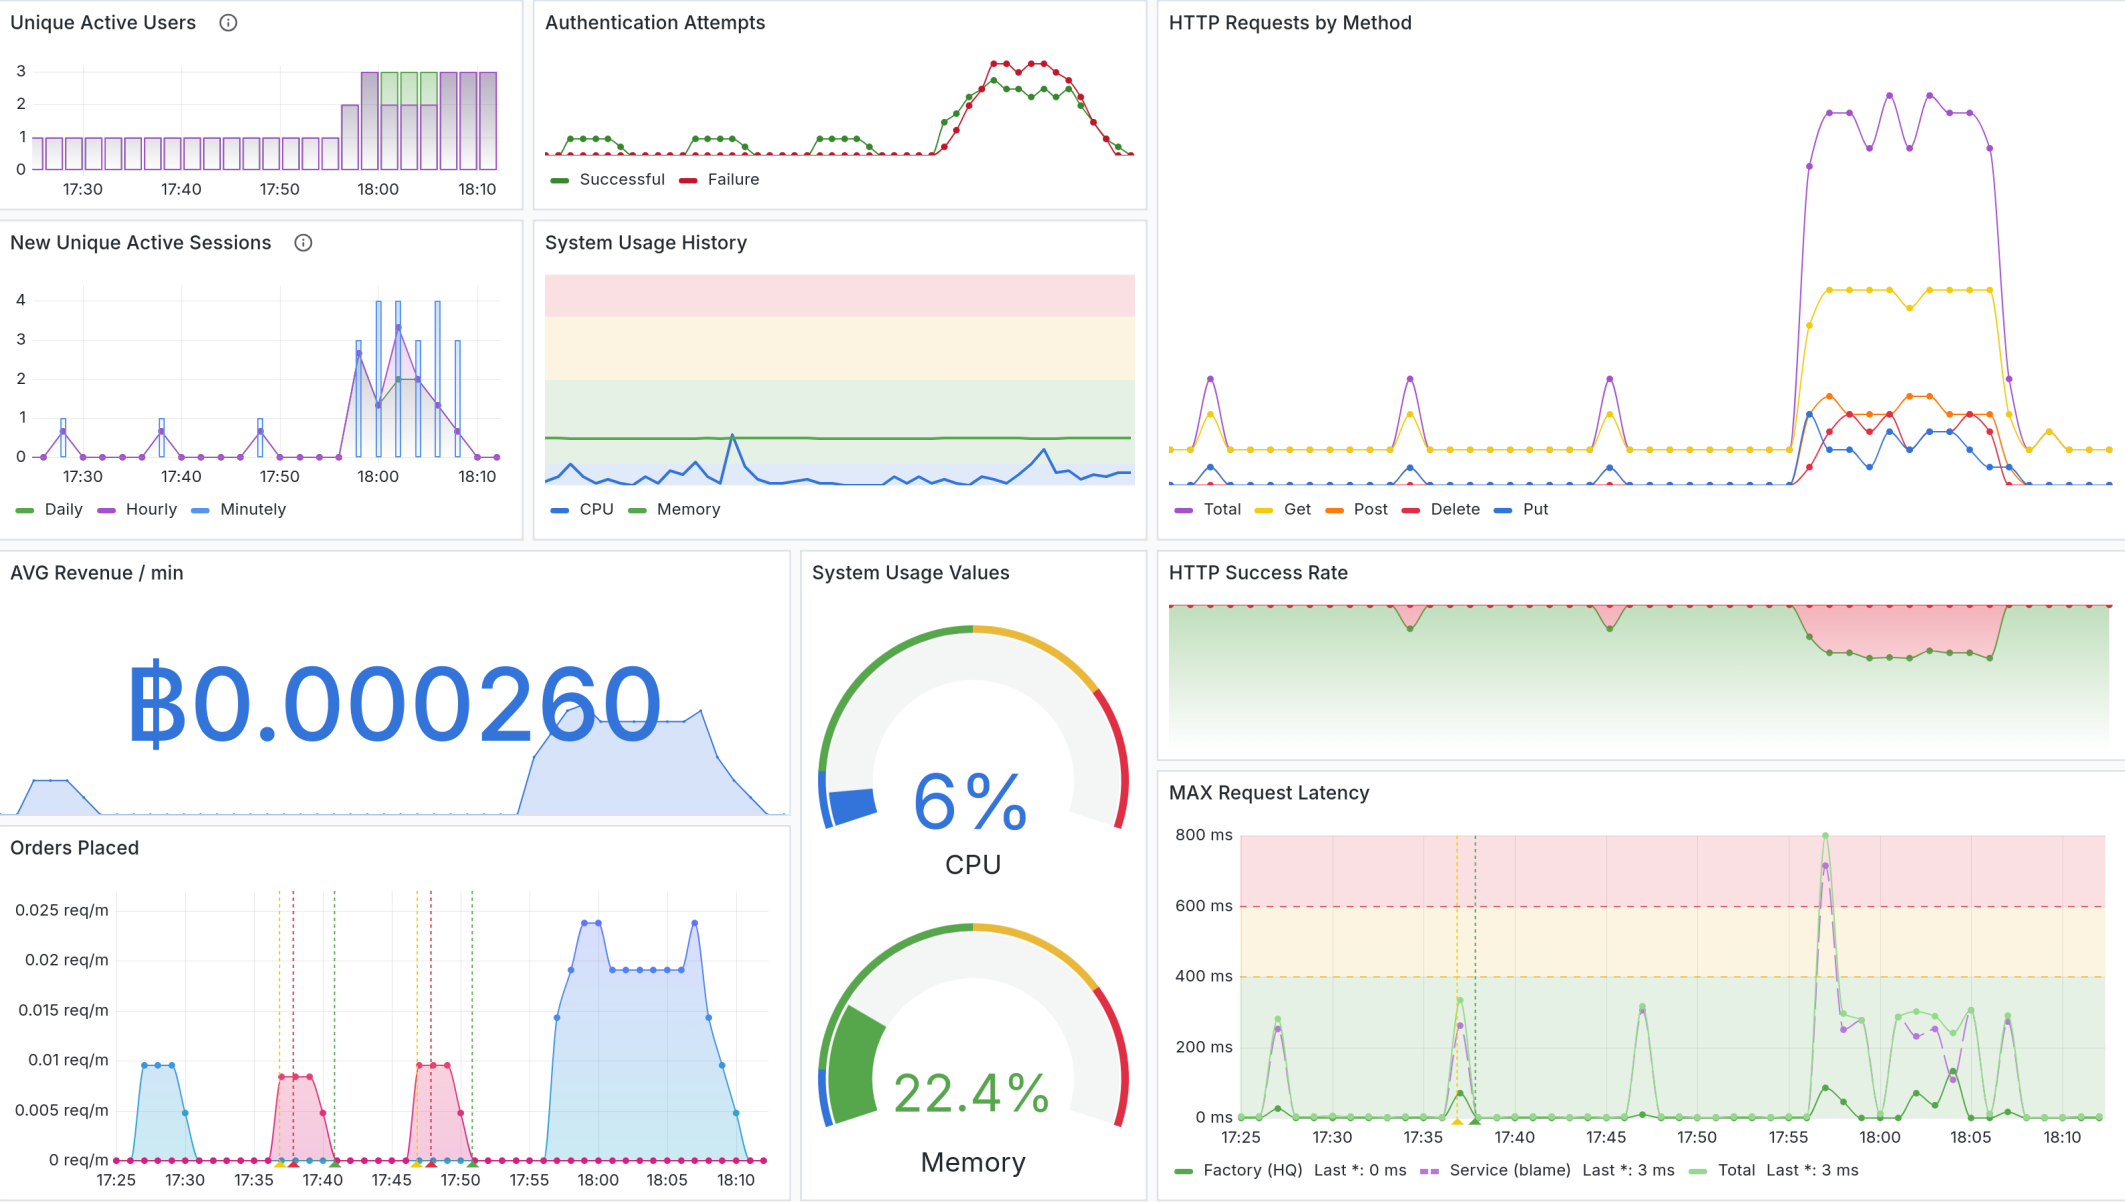 Unique Active Users
3
2
1
0
17:30 17:40 17:50 18:00 18:10
Authentication Attempts
Successful Failure
HTTP Requests by Method
Total Get Post Delete Put
New Unique Active Sessions
4
3
2
1
0
17:30 17:40 17:50 18:00 18:10
Daily Hourly Minutely
System Usage History
CPU Memory
AVG Revenue / min
฿0.000260
System Usage Values
6%
CPU
22.4%
Memory
HTTP Success Rate
Orders Placed
0.025 req/m
0.02 req/m
0.015 req/m
0.01 req/m
0.005 req/m
0 req/m
17:25 17:30 17:35 17:40 17:45 17:50 17:55 18:00 18:05 18:10
MAX Request Latency
800 ms
600 ms
400 ms
200 ms
0 ms
17:25 17:30 17:35 17:40 17:45 17:50 17:55 18:00 18:05 18:10
Factory (HQ) Last *: 0 ms Service (blame) Last *: 3 ms Total Last *: 3 ms